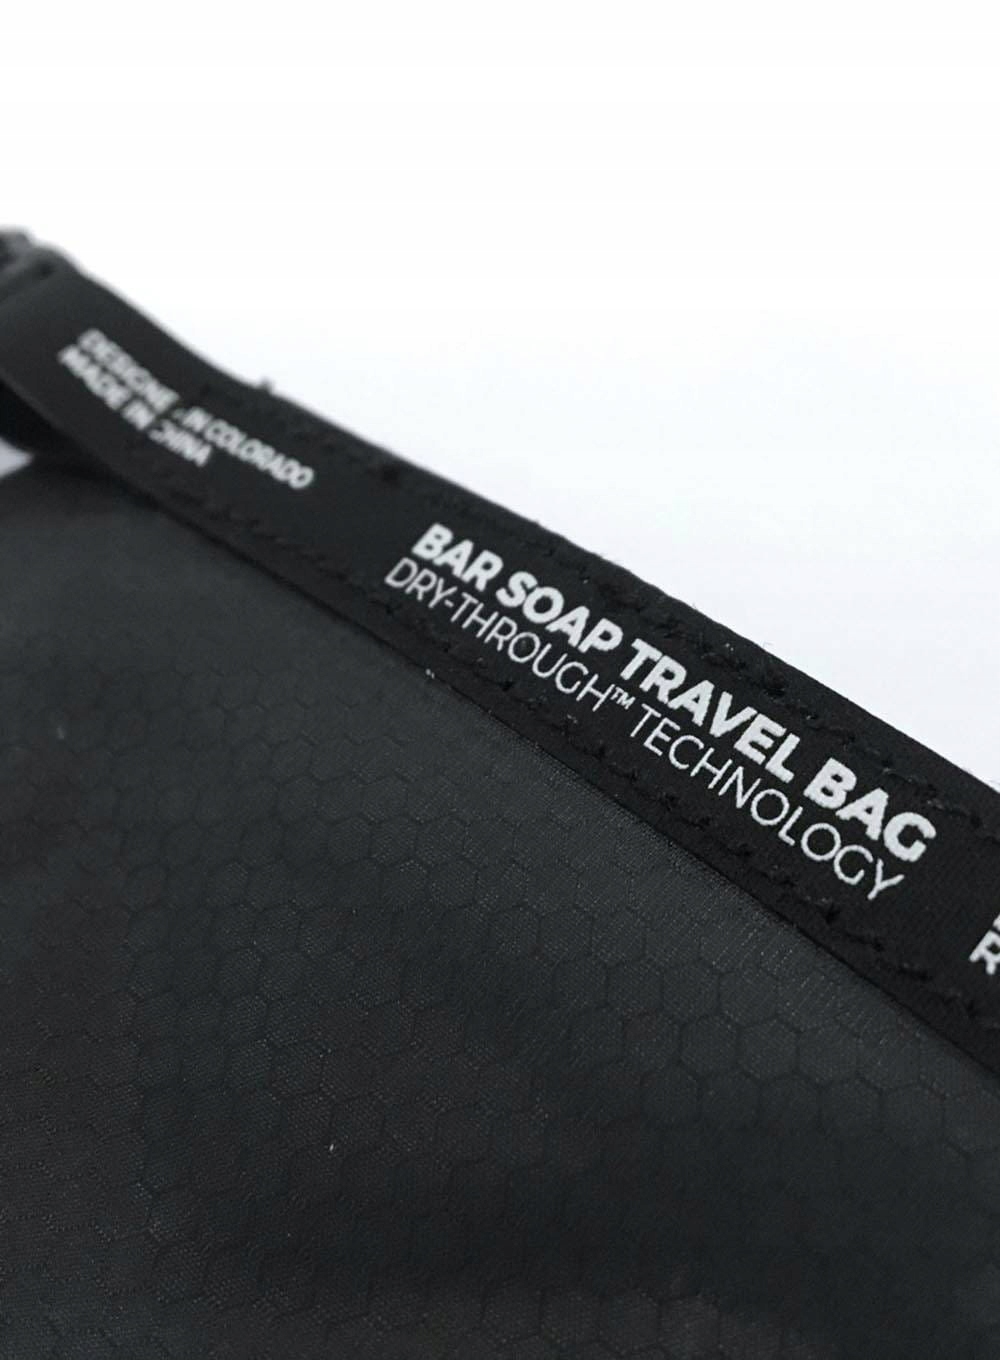 DESIGNED IN COLORADO
MADE IN CHINA
BAR SOAP TRAVEL BAG
DRY-THROUGH™ TECHNOLOGY